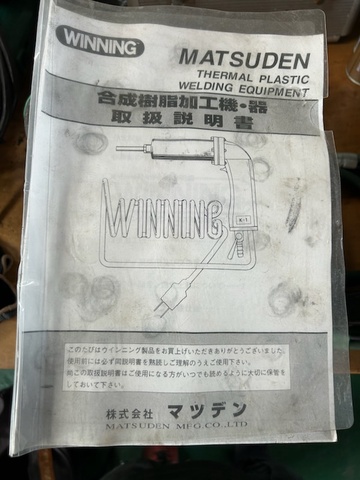 WINNING
MATSUDEN
THERMAL PLASTIC
WELDING EQUIPMENT
合成樹脂加工機・器
取扱説明書
WINNING
K-1
このたびはウインニング製品をお買上げいただきありがとうございました。
使用前には必ず同説明書を熟読しご理解のうえご使用下さい。
尚この取扱説明書はご使用になる方がいつでも読めるように大切に保管を
しておいて下さい。
株式会社 マツデン
MATSUDEN MFG.CO.,LTD